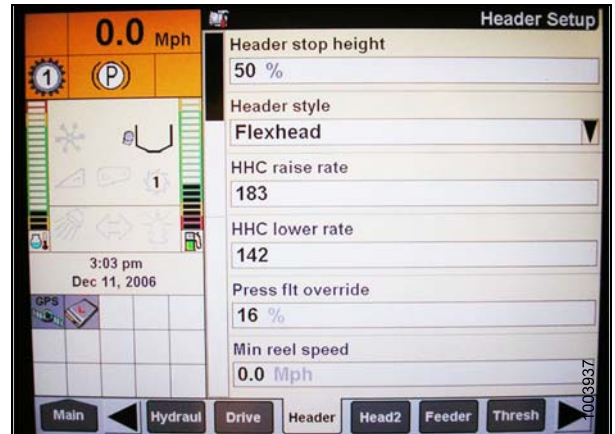 0.0 Mph
1
(P)
1
3:03 pm
Dec 11, 2006
GPS
Header Setup
Header stop height
50 %
Header style
Flexhead
HHC raise rate
183
HHC lower rate
142
Press flt override
16 %
Min reel speed
0.0 Mph
Main
Hydraul
Drive
Header
Head2
Feeder
Thresh
1003937